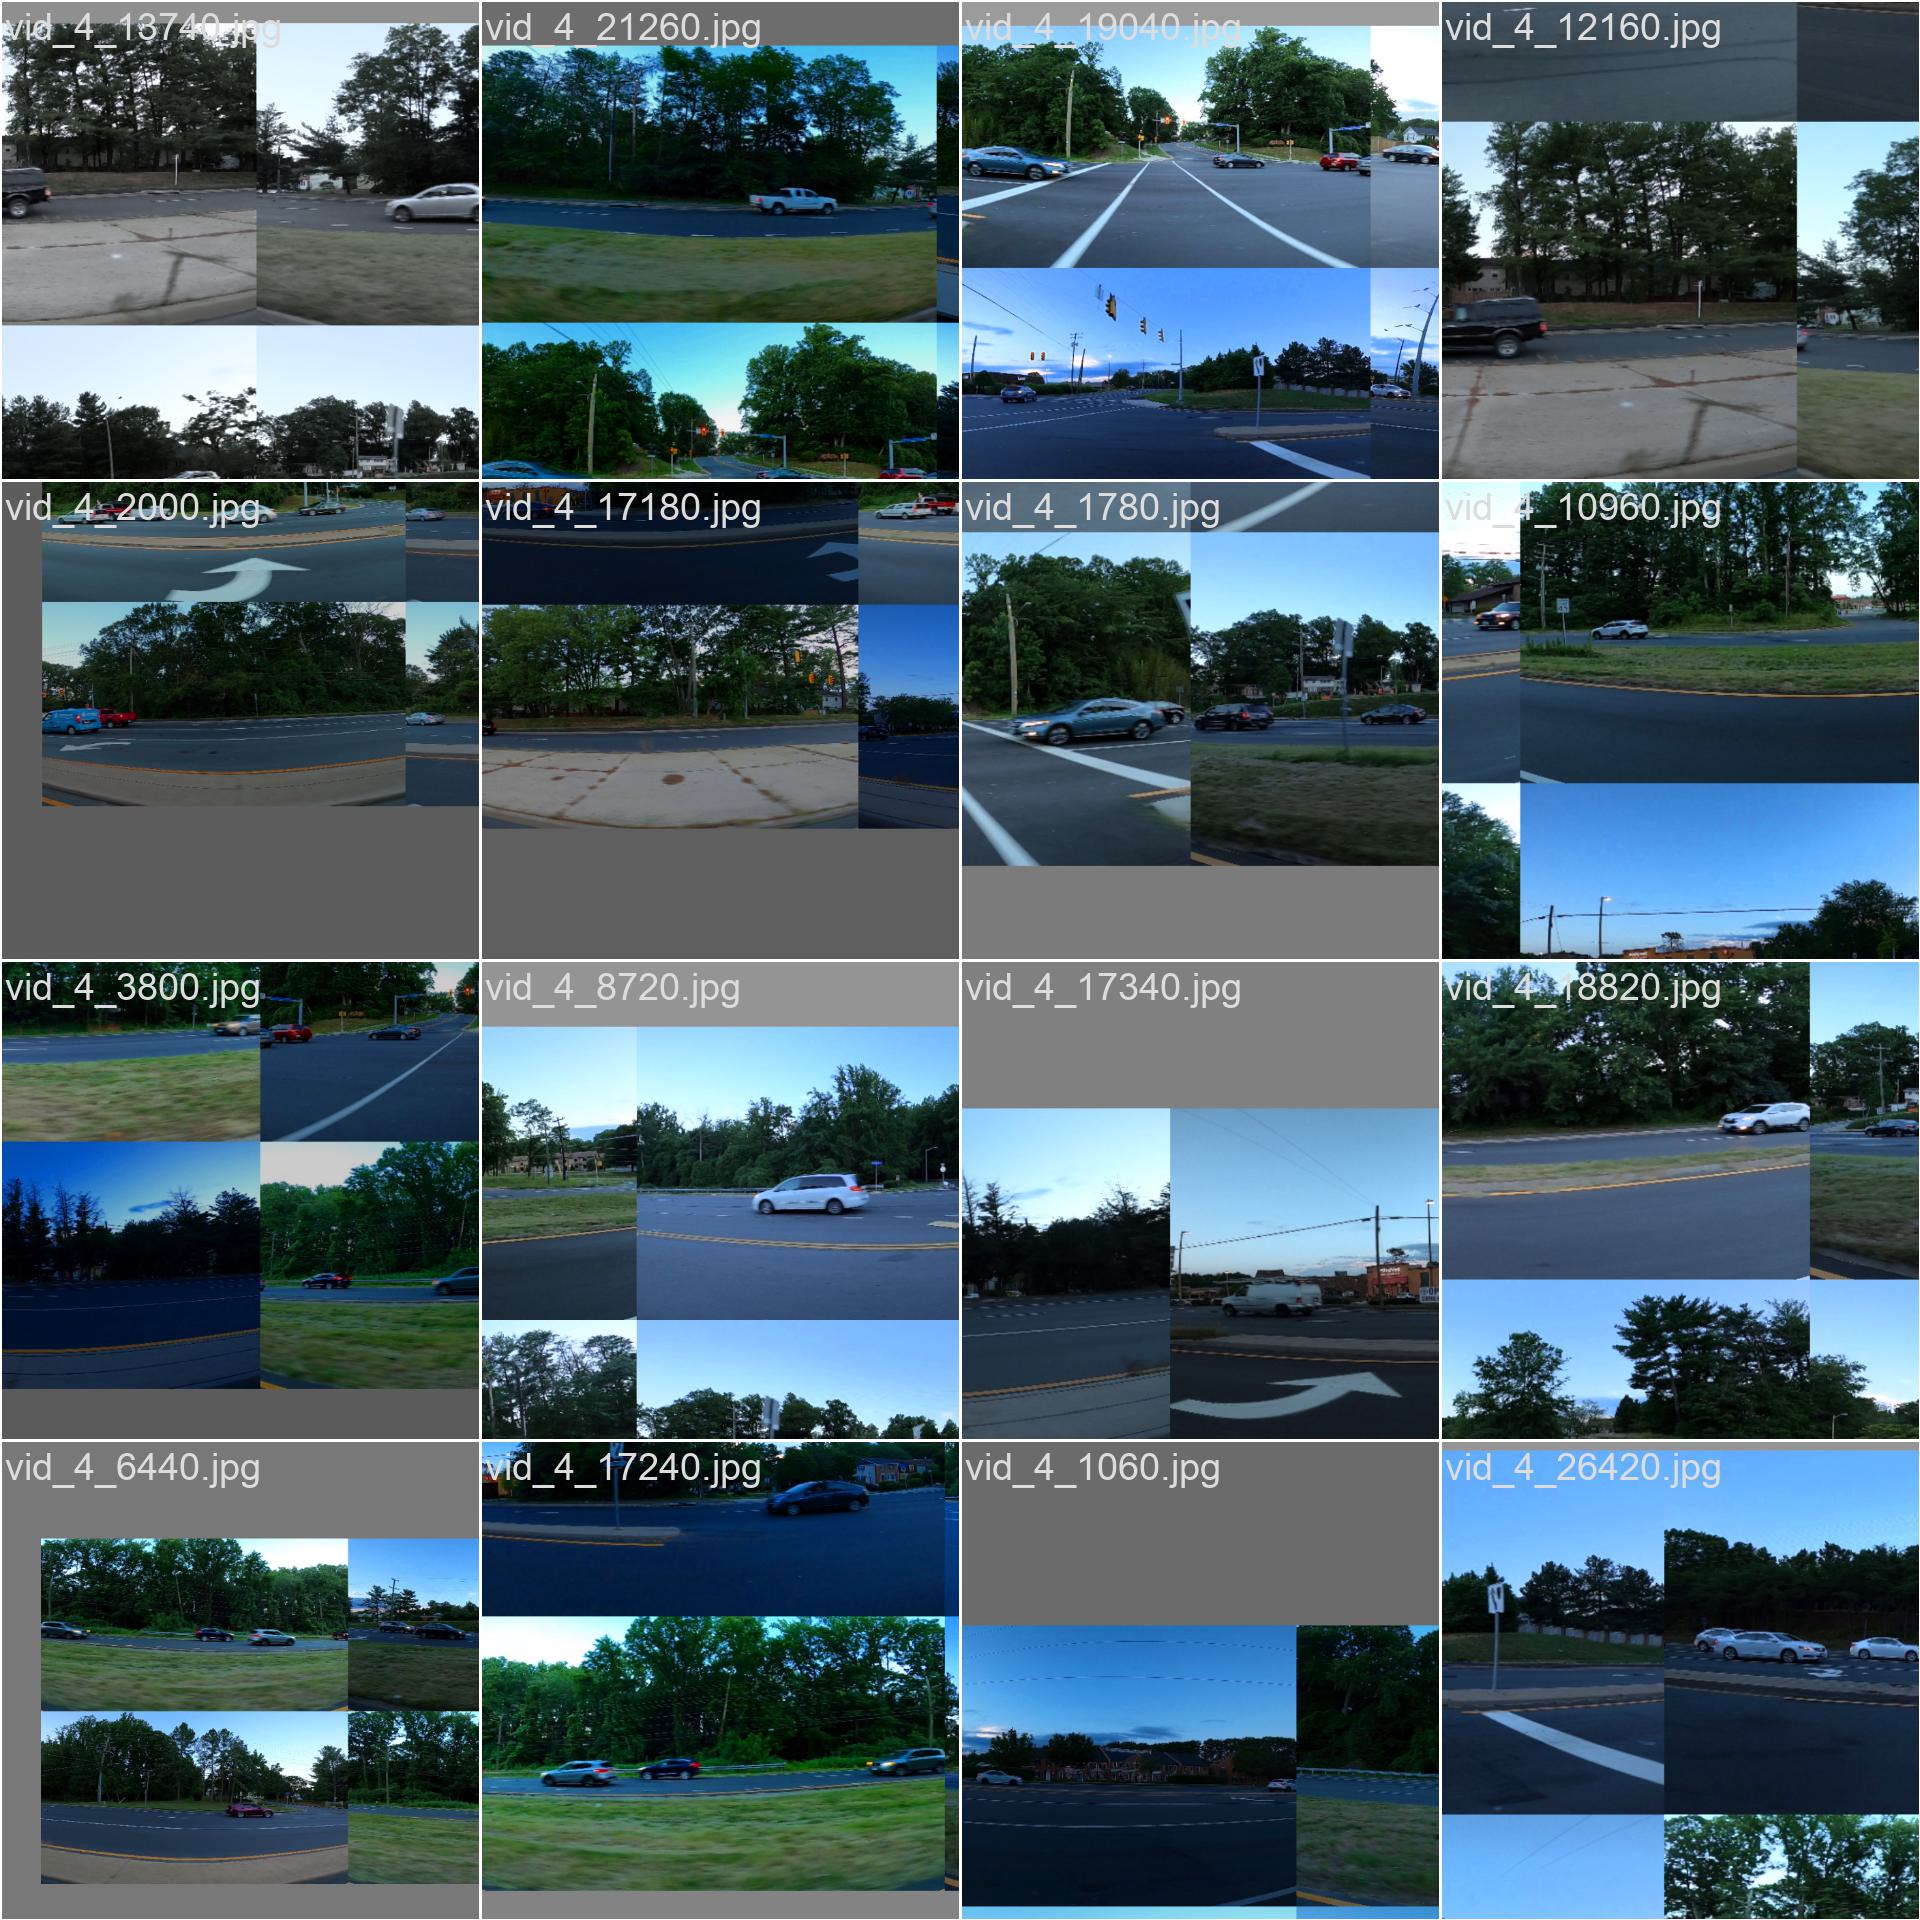 vid_4_13740.jpg
vid_4_21260.jpg
vid_4_19040.jpg
vid_4_12160.jpg
vid_4_2000.jpg
vid_4_17180.jpg
vid_4_1780.jpg
vid_4_10960.jpg
vid_4_3800.jpg
vid_4_8720.jpg
vid_4_17340.jpg
vid_4_18820.jpg
vid_4_6440.jpg
vid_4_17240.jpg
vid_4_1060.jpg
vid_4_26420.jpg